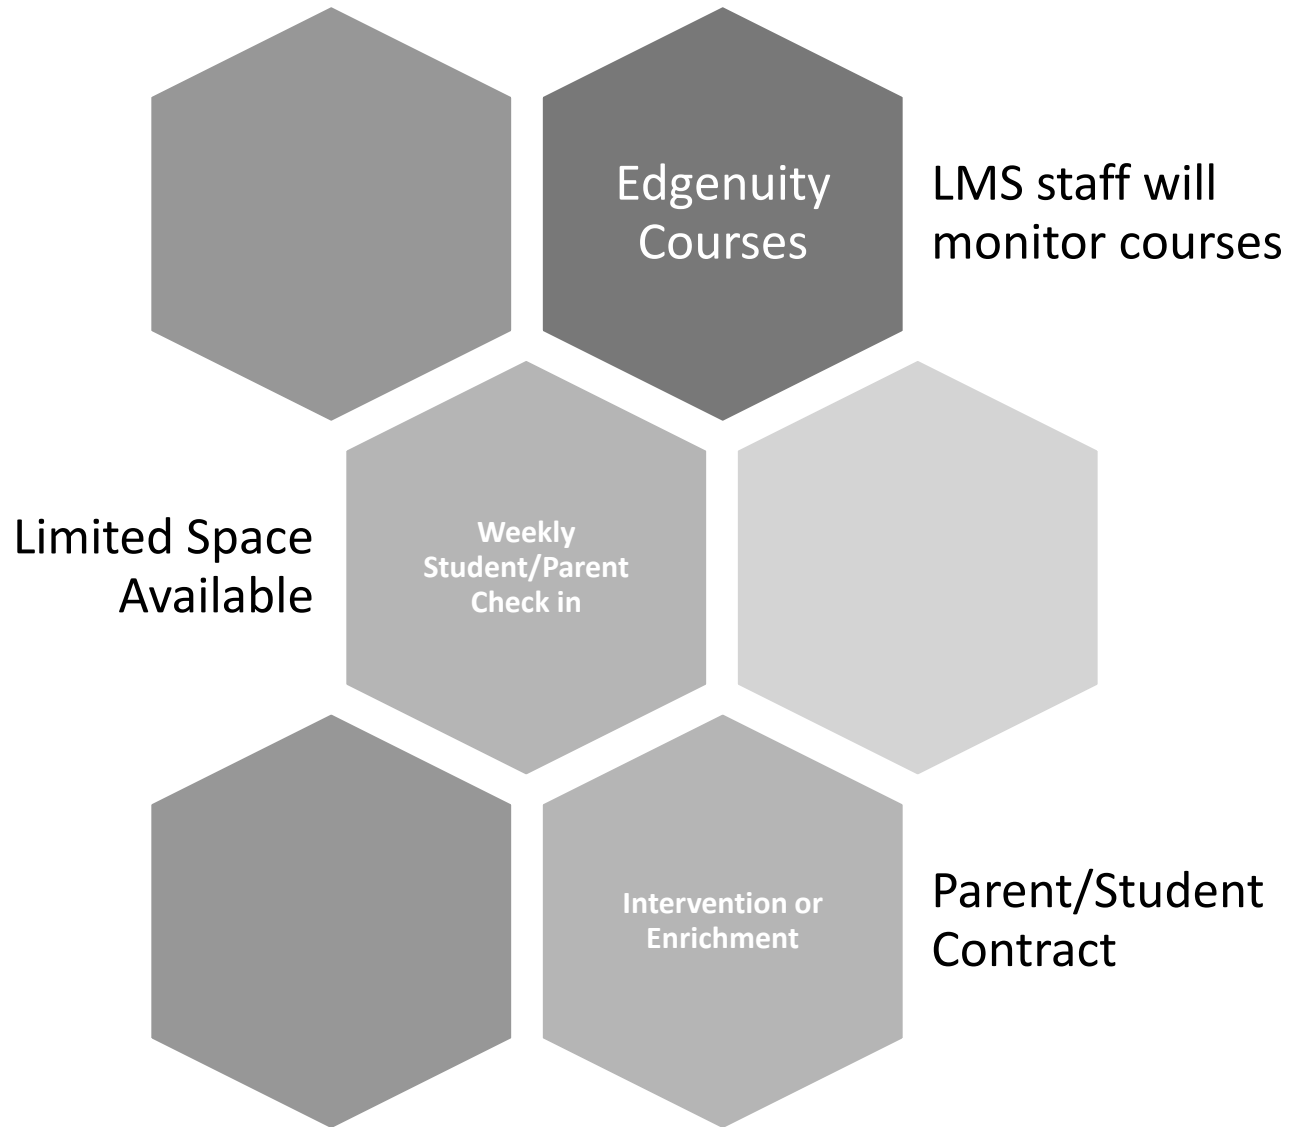 Edgenuity
Courses
LMS staff will
monitor courses
Limited Space
Available
Weekly
Student/Parent
Check in
Intervention or
Enrichment
Parent/Student
Contract